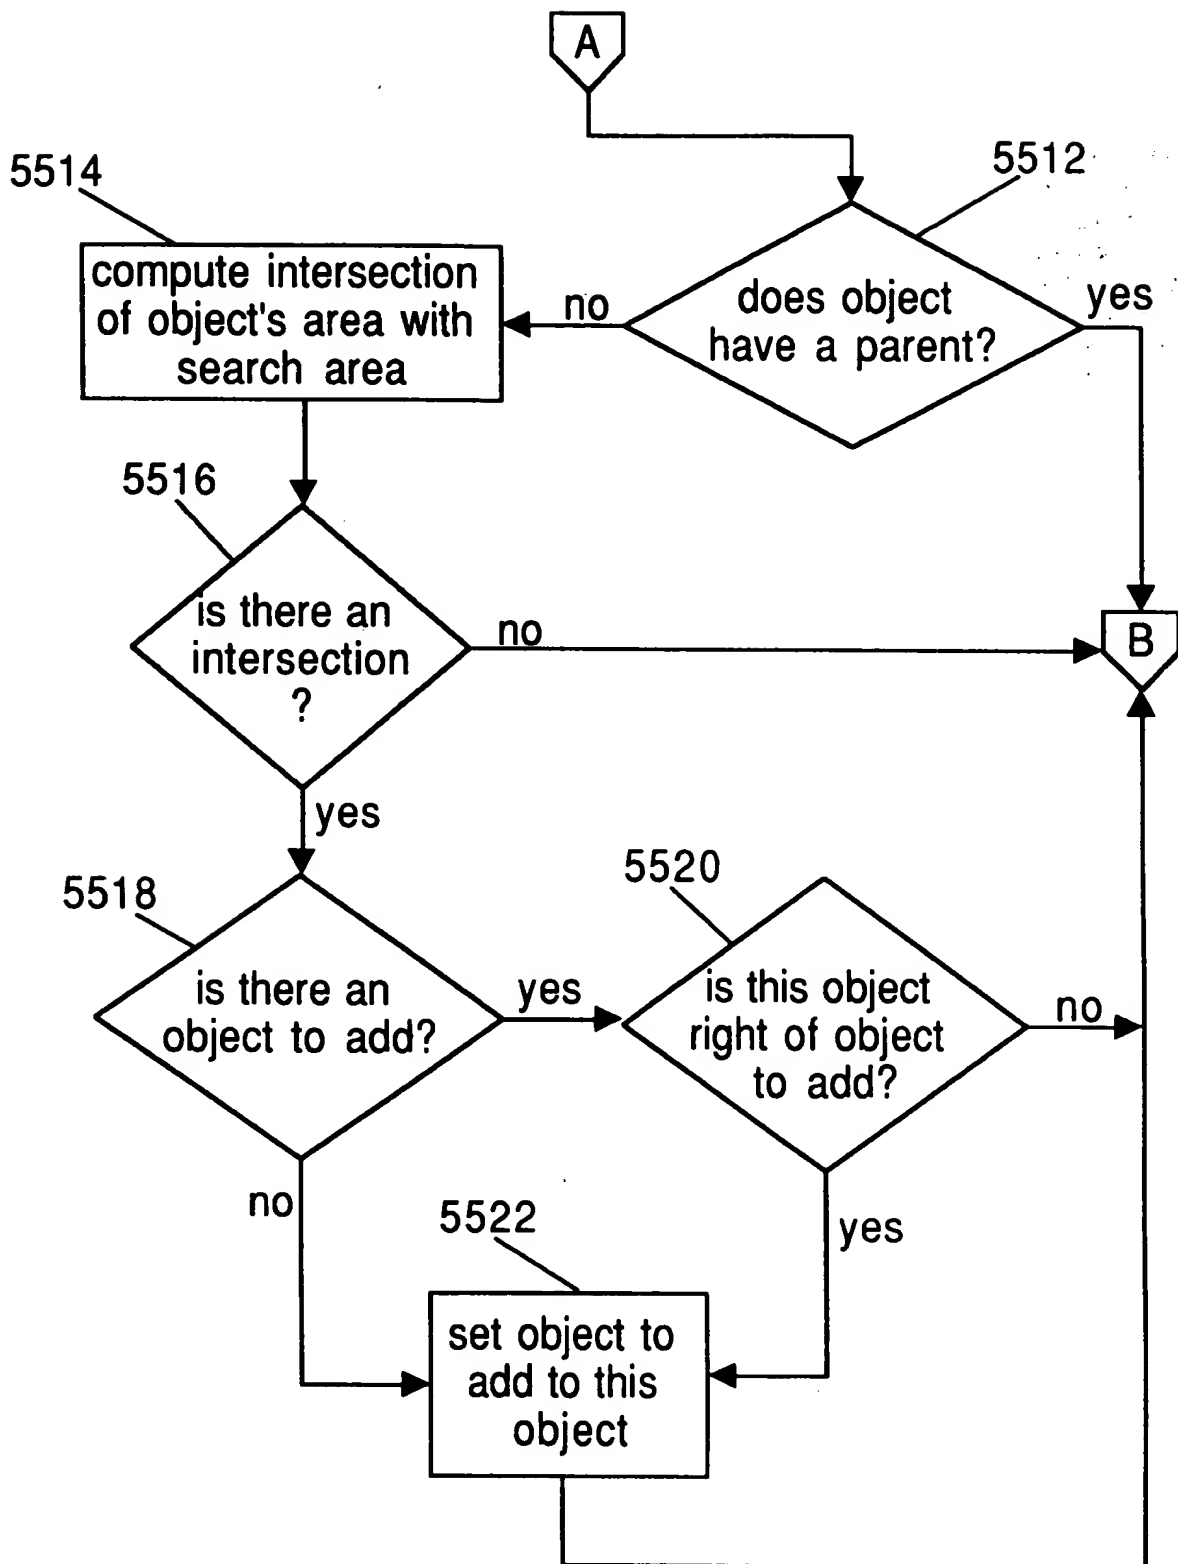 A
5514
5512
compute intersection
of object's area with
search area
no
does object
have a parent?
yes
5516
is there an
intersection
?
no
B
yes
5518
5520
is there an
object to add?
yes
is this object
right of object
to add?
no
no
5522
yes
set object to
add to this
object